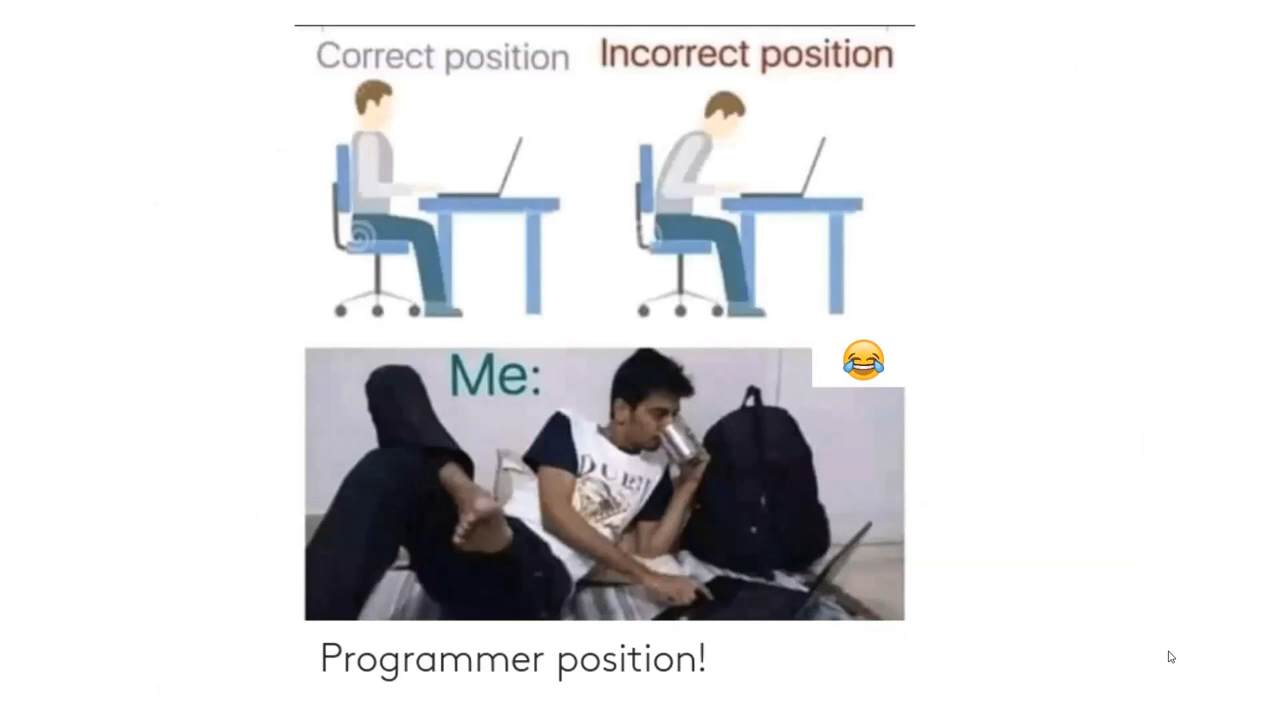 Correct position
Incorrect position
Me:
Programmer position!